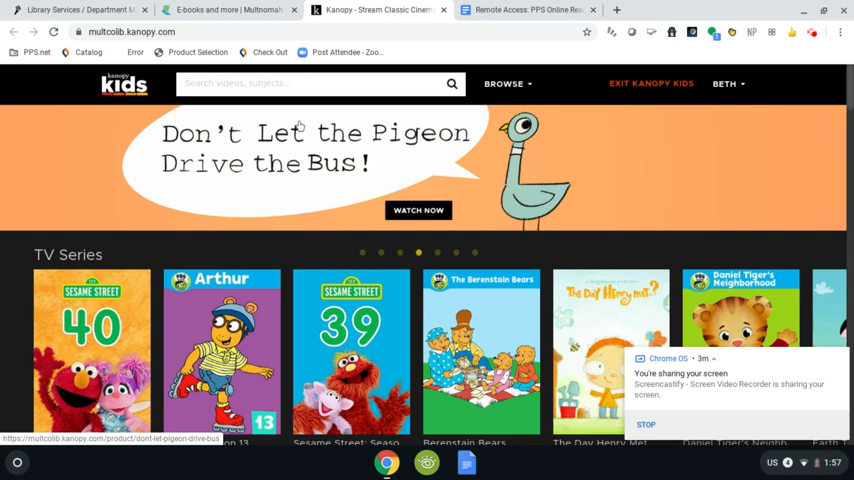 Library Services / Department M
E-books and more | Multnomah
Kanopy - Stream Classic Cinem
Remote Access: PPS Online Res
multcolib.kanopy.com
PPS.net
Catalog
Error
Product Selection
Check Out
Post Attendee - Zoo...
kanopy
kids
Search videos, subjects...
BROWSE
EXIT KANOPY KIDS
BETH
Don't Let the Pigeon
Drive the Bus!
WATCH NOW
TV Series
SESAME STREET
40
Arthur
13
SESAME STREET
39
The Berenstain Bears
The Day Henry Met..?
Daniel Tiger's
Neighborhood
Chrome OS • 3m
You're sharing your screen
Screencastify - Screen Video Recorder is sharing your
screen.
STOP
https://multcolib.kanopy.com/product/dont-let-pigeon-drive-bus
on 13
Sesame Street: Seaso
Berenstain Bears
The Day Henry Met
Daniel Tiger's Neighb
Earth T
US 4 1:57